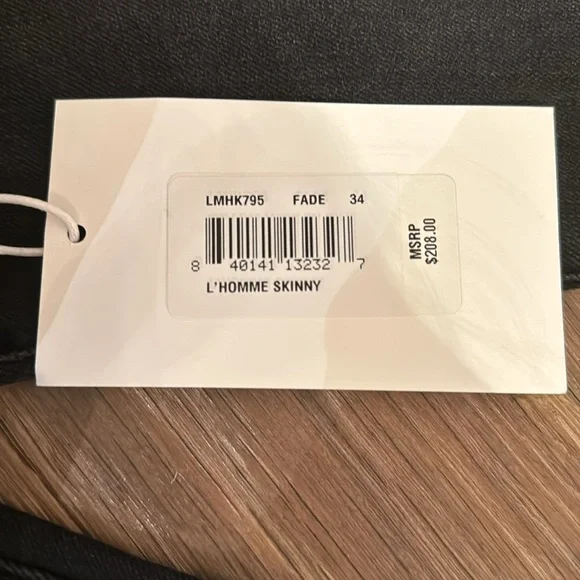 LMHK795 FADE 34
8 40141 13232 7
L'HOMME SKINNY
MSRP
$208.00